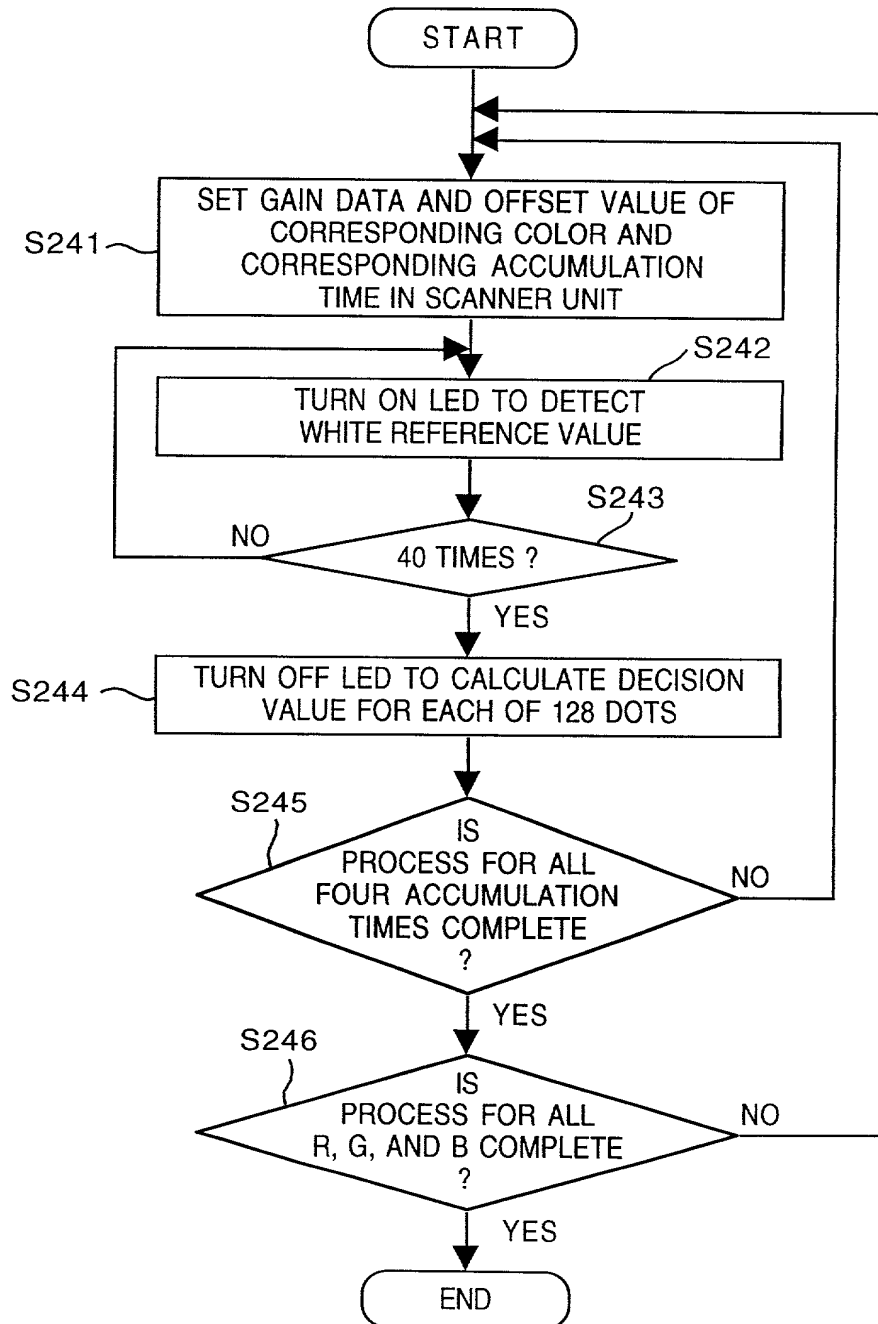 START
SET GAIN DATA AND OFFSET VALUE OF
CORRESPONDING COLOR AND
CORRESPONDING ACCUMULATION
TIME IN SCANNER UNIT
S241
S242
TURN ON LED TO DETECT
WHITE REFERENCE VALUE
S243
NO
40 TIMES ?
YES
TURN OFF LED TO CALCULATE DECISION
VALUE FOR EACH OF 128 DOTS
S244
S245
IS
PROCESS FOR ALL
FOUR ACCUMULATION
TIMES COMPLETE
?
NO
YES
S246
IS
PROCESS FOR ALL
R, G, AND B COMPLETE
?
NO
YES
END